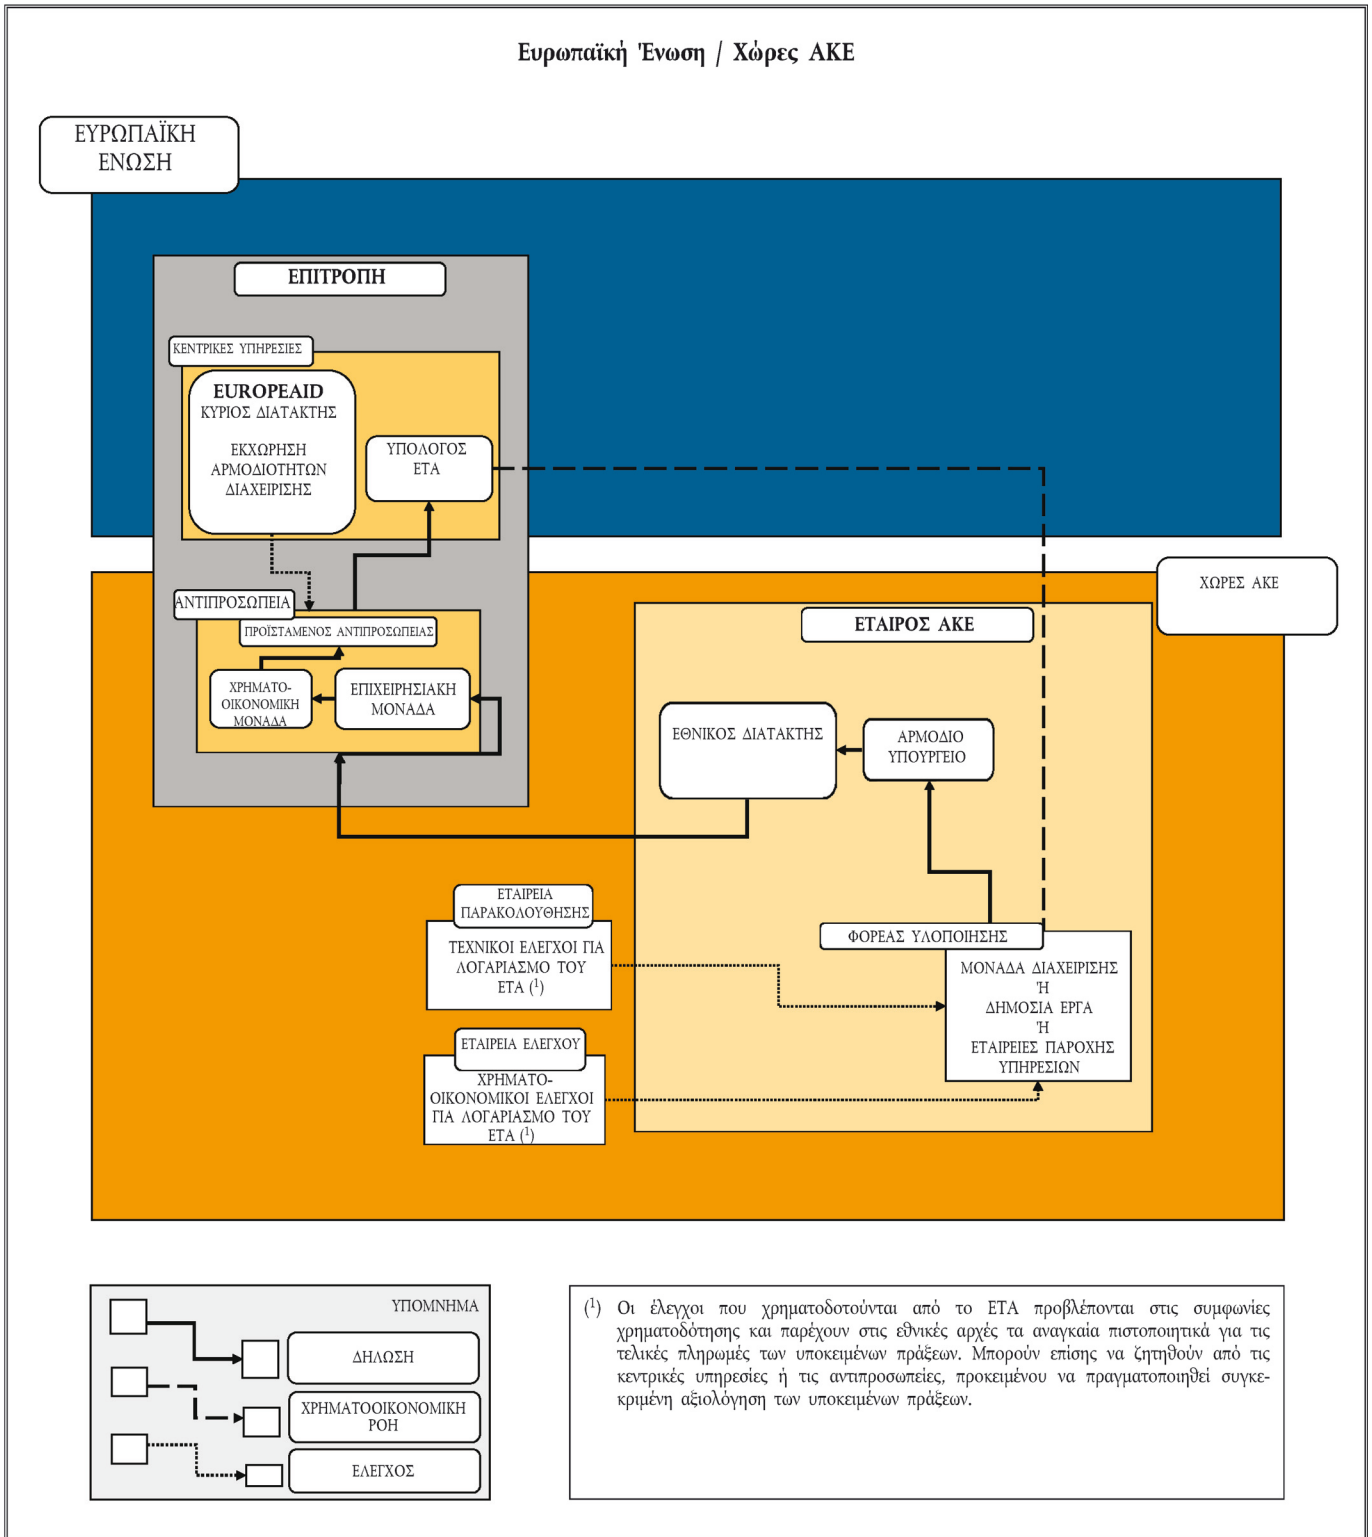 Ευρωπαϊκή Ένωση / Χώρες ΑΚΕ
ΕΥΡΩΠΑΪΚΗ
ΕΝΩΣΗ
ΕΠΙΤΡΟΠΗ
ΚΕΝΤΡΙΚΕΣ ΥΠΗΡΕΣΙΕΣ
EUROPEAID
ΚΥΡΙΟΣ ΔΙΑΤΑΚΤΗΣ
ΕΚΧΩΡΗΣΗ
ΑΡΜΟΔΙΟΤΗΤΩΝ
ΔΙΑΧΕΙΡΙΣΗΣ
ΥΠΟΛΟΓΟΣ
ΕΤΑ
ΧΩΡΕΣ ΑΚΕ
ΑΝΤΙΠΡΟΣΩΠΕΙΑ
ΠΡΟΪΣΤΑΜΕΝΟΣ ΑΝΤΙΠΡΟΣΩΠΕΙΑΣ
ΧΡΗΜΑΤΟ-
ΟΙΚΟΝΟΜΙΚΗ
ΜΟΝΑΔΑ
ΕΠΙΧΕΙΡΗΣΙΑΚΗ
ΜΟΝΑΔΑ
ΕΤΑΙΡΟΣ ΑΚΕ
ΕΘΝΙΚΟΣ ΔΙΑΤΑΚΤΗΣ
ΑΡΜΟΔΙΟ
ΥΠΟΥΡΓΕΙΟ
ΕΤΑΙΡΕΙΑ
ΠΑΡΑΚΟΛΟΥΘΗΣΗΣ
ΤΕΧΝΙΚΟΙ ΕΛΕΓΧΟΙ ΓΙΑ
ΛΟΓΑΡΙΑΣΜΟ ΤΟΥ
ΕΤΑ (¹)
ΦΟΡΕΑΣ ΥΛΟΠΟΙΗΣΗΣ
ΜΟΝΑΔΑ ΔΙΑΧΕΙΡΙΣΗΣ
Ή
ΔΗΜΟΣΙΑ ΕΡΓΑ
Ή
ΕΤΑΙΡΕΙΕΣ ΠΑΡΟΧΗΣ
ΥΠΗΡΕΣΙΩΝ
ΕΤΑΙΡΕΙΑ ΕΛΕΓΧΟΥ
ΧΡΗΜΑΤΟ-
ΟΙΚΟΝΟΜΙΚΟΙ ΕΛΕΓΧΟΙ
ΓΙΑ ΛΟΓΑΡΙΑΣΜΟ ΤΟΥ
ΕΤΑ (¹)
ΥΠΟΜΝΗΜΑ
ΔΗΛΩΣΗ
ΧΡΗΜΑΤΟΟΙΚΟΝΟΜΙΚΗ
ΡΟΗ
ΕΛΕΓΧΟΣ
(¹) Οι έλεγχοι που χρηματοδοτούνται από το ΕΤΑ προβλέπονται στις συμφωνίες
χρηματοδότησης και παρέχουν στις εθνικές αρχές τα αναγκαία πιστοποιητικά για τις
τελικές πληρωμές των υποκειμένων πράξεων. Μπορούν επίσης να ζητηθούν από τις
κεντρικές υπηρεσίες ή τις αντιπροσωπείες, προκειμένου να πραγματοποιηθεί συγκε-
κριμένη αξιολόγηση των υποκειμένων πράξεων.